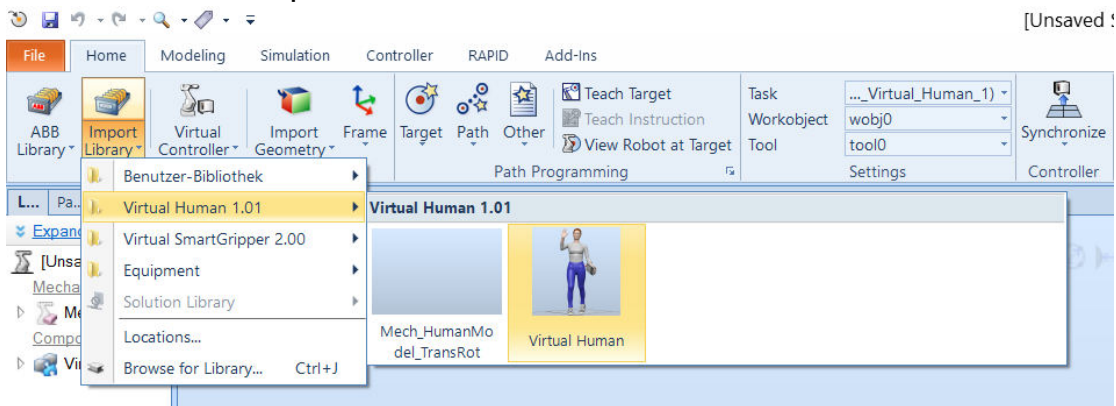 [Unsaved S
File Home Modeling Simulation Controller RAPID Add-Ins
ABB Library
Import Library
Virtual Controller
Import Geometry
Frame
Target
Path
Other
Teach Target
Teach Instruction
View Robot at Target
Path Programming
Task ..._Virtual_Human_1)
Workobject wobj0
Tool tool0
Settings
Synchronize
Controller
L... Pa...
Expand
[Unsa
Mecha
Me
Compo
Vi
Benutzer-Bibliothek
Virtual Human 1.01
Virtual SmartGripper 2.00
Equipment
Solution Library
Locations...
Browse for Library... Ctrl+J
Virtual Human 1.01
Mech_HumanMo
del_TransRot
Virtual Human